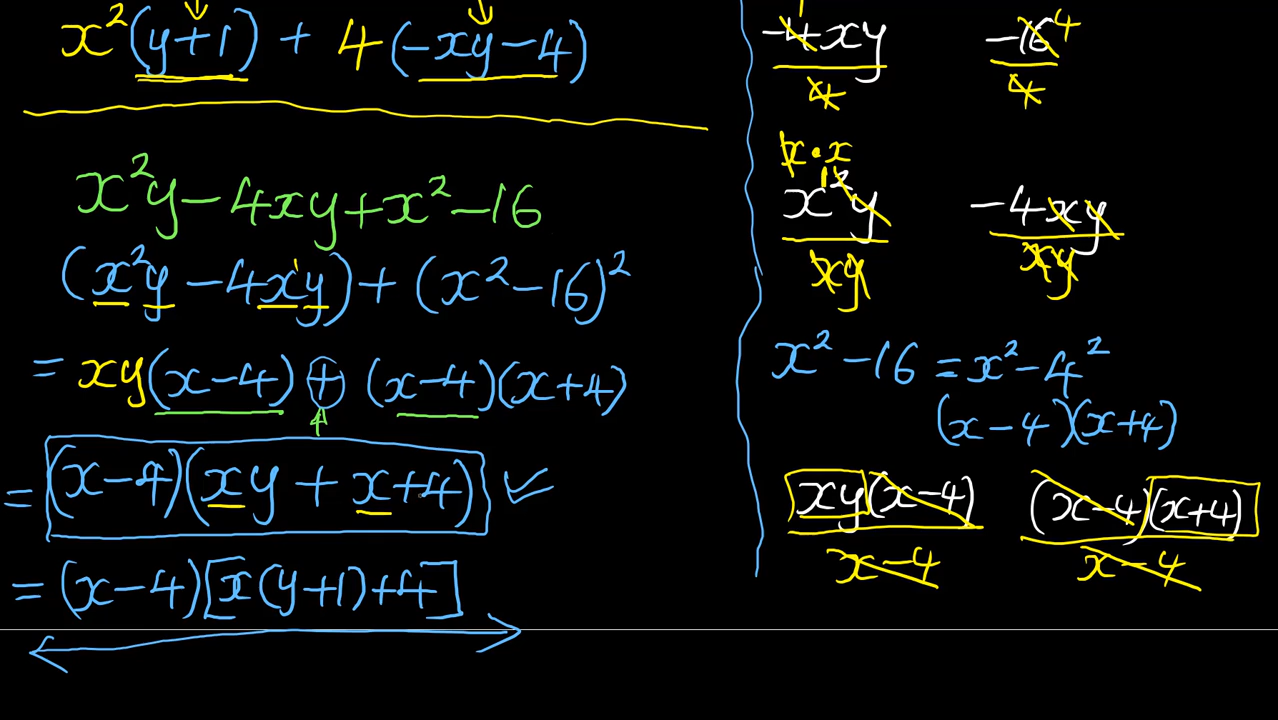 x²(y+1) + 4(-xy-4)
x²y-4xy+x²-16
(x²y-4xy)+(x²-16)²
=xy(x-4)+(x-4)(x+4)
=(x-4)(xy+x+4)
=(x-4)[x(y+1)+4]
-4xy
4
-16 4
4
x·x
x²y
xy
-4xy
xy
x²-16=x²-4²
(x-4)(x+4)
xy(x-4)
x-4
(x-4)(x+4)
x-4